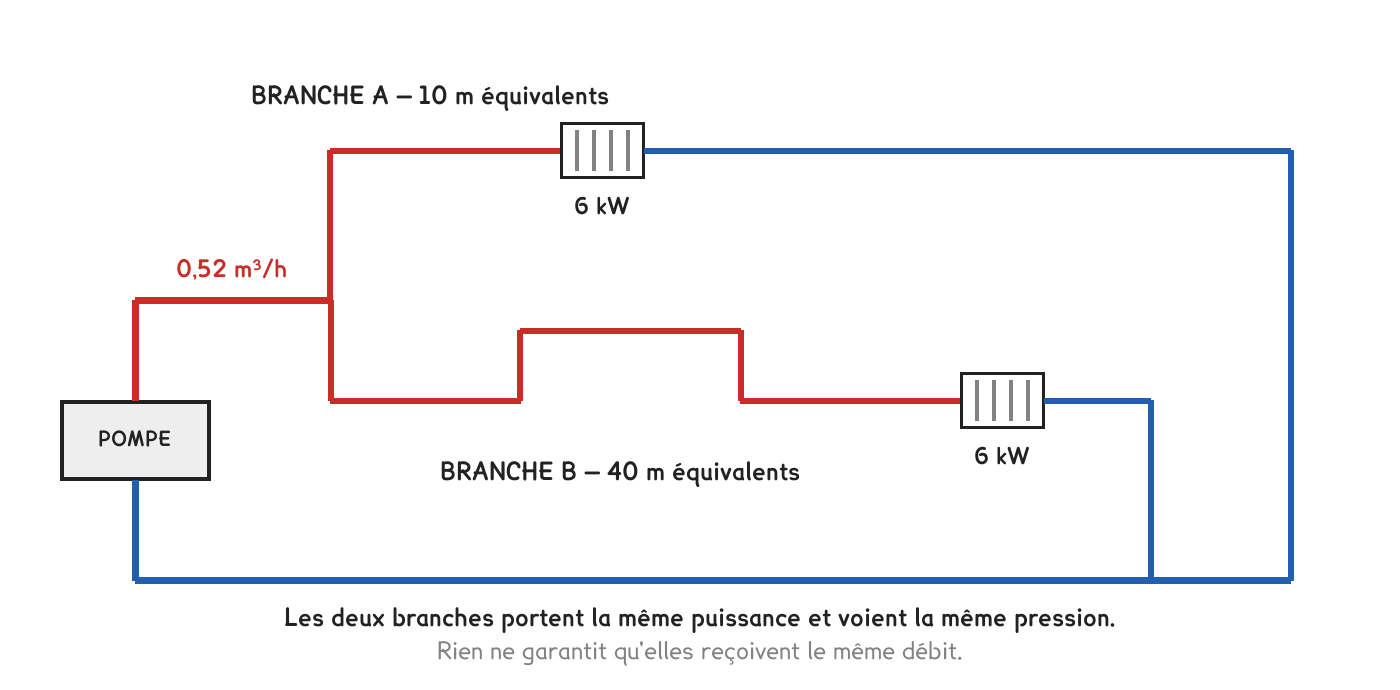 BRANCHE A – 10 m équivalents
6 kW
0,52 m³/h
POMPE
6 kW
BRANCHE B – 40 m équivalents
Les deux branches portent la même puissance et voient la même pression.
Rien ne garantit qu'elles reçoivent le même débit.